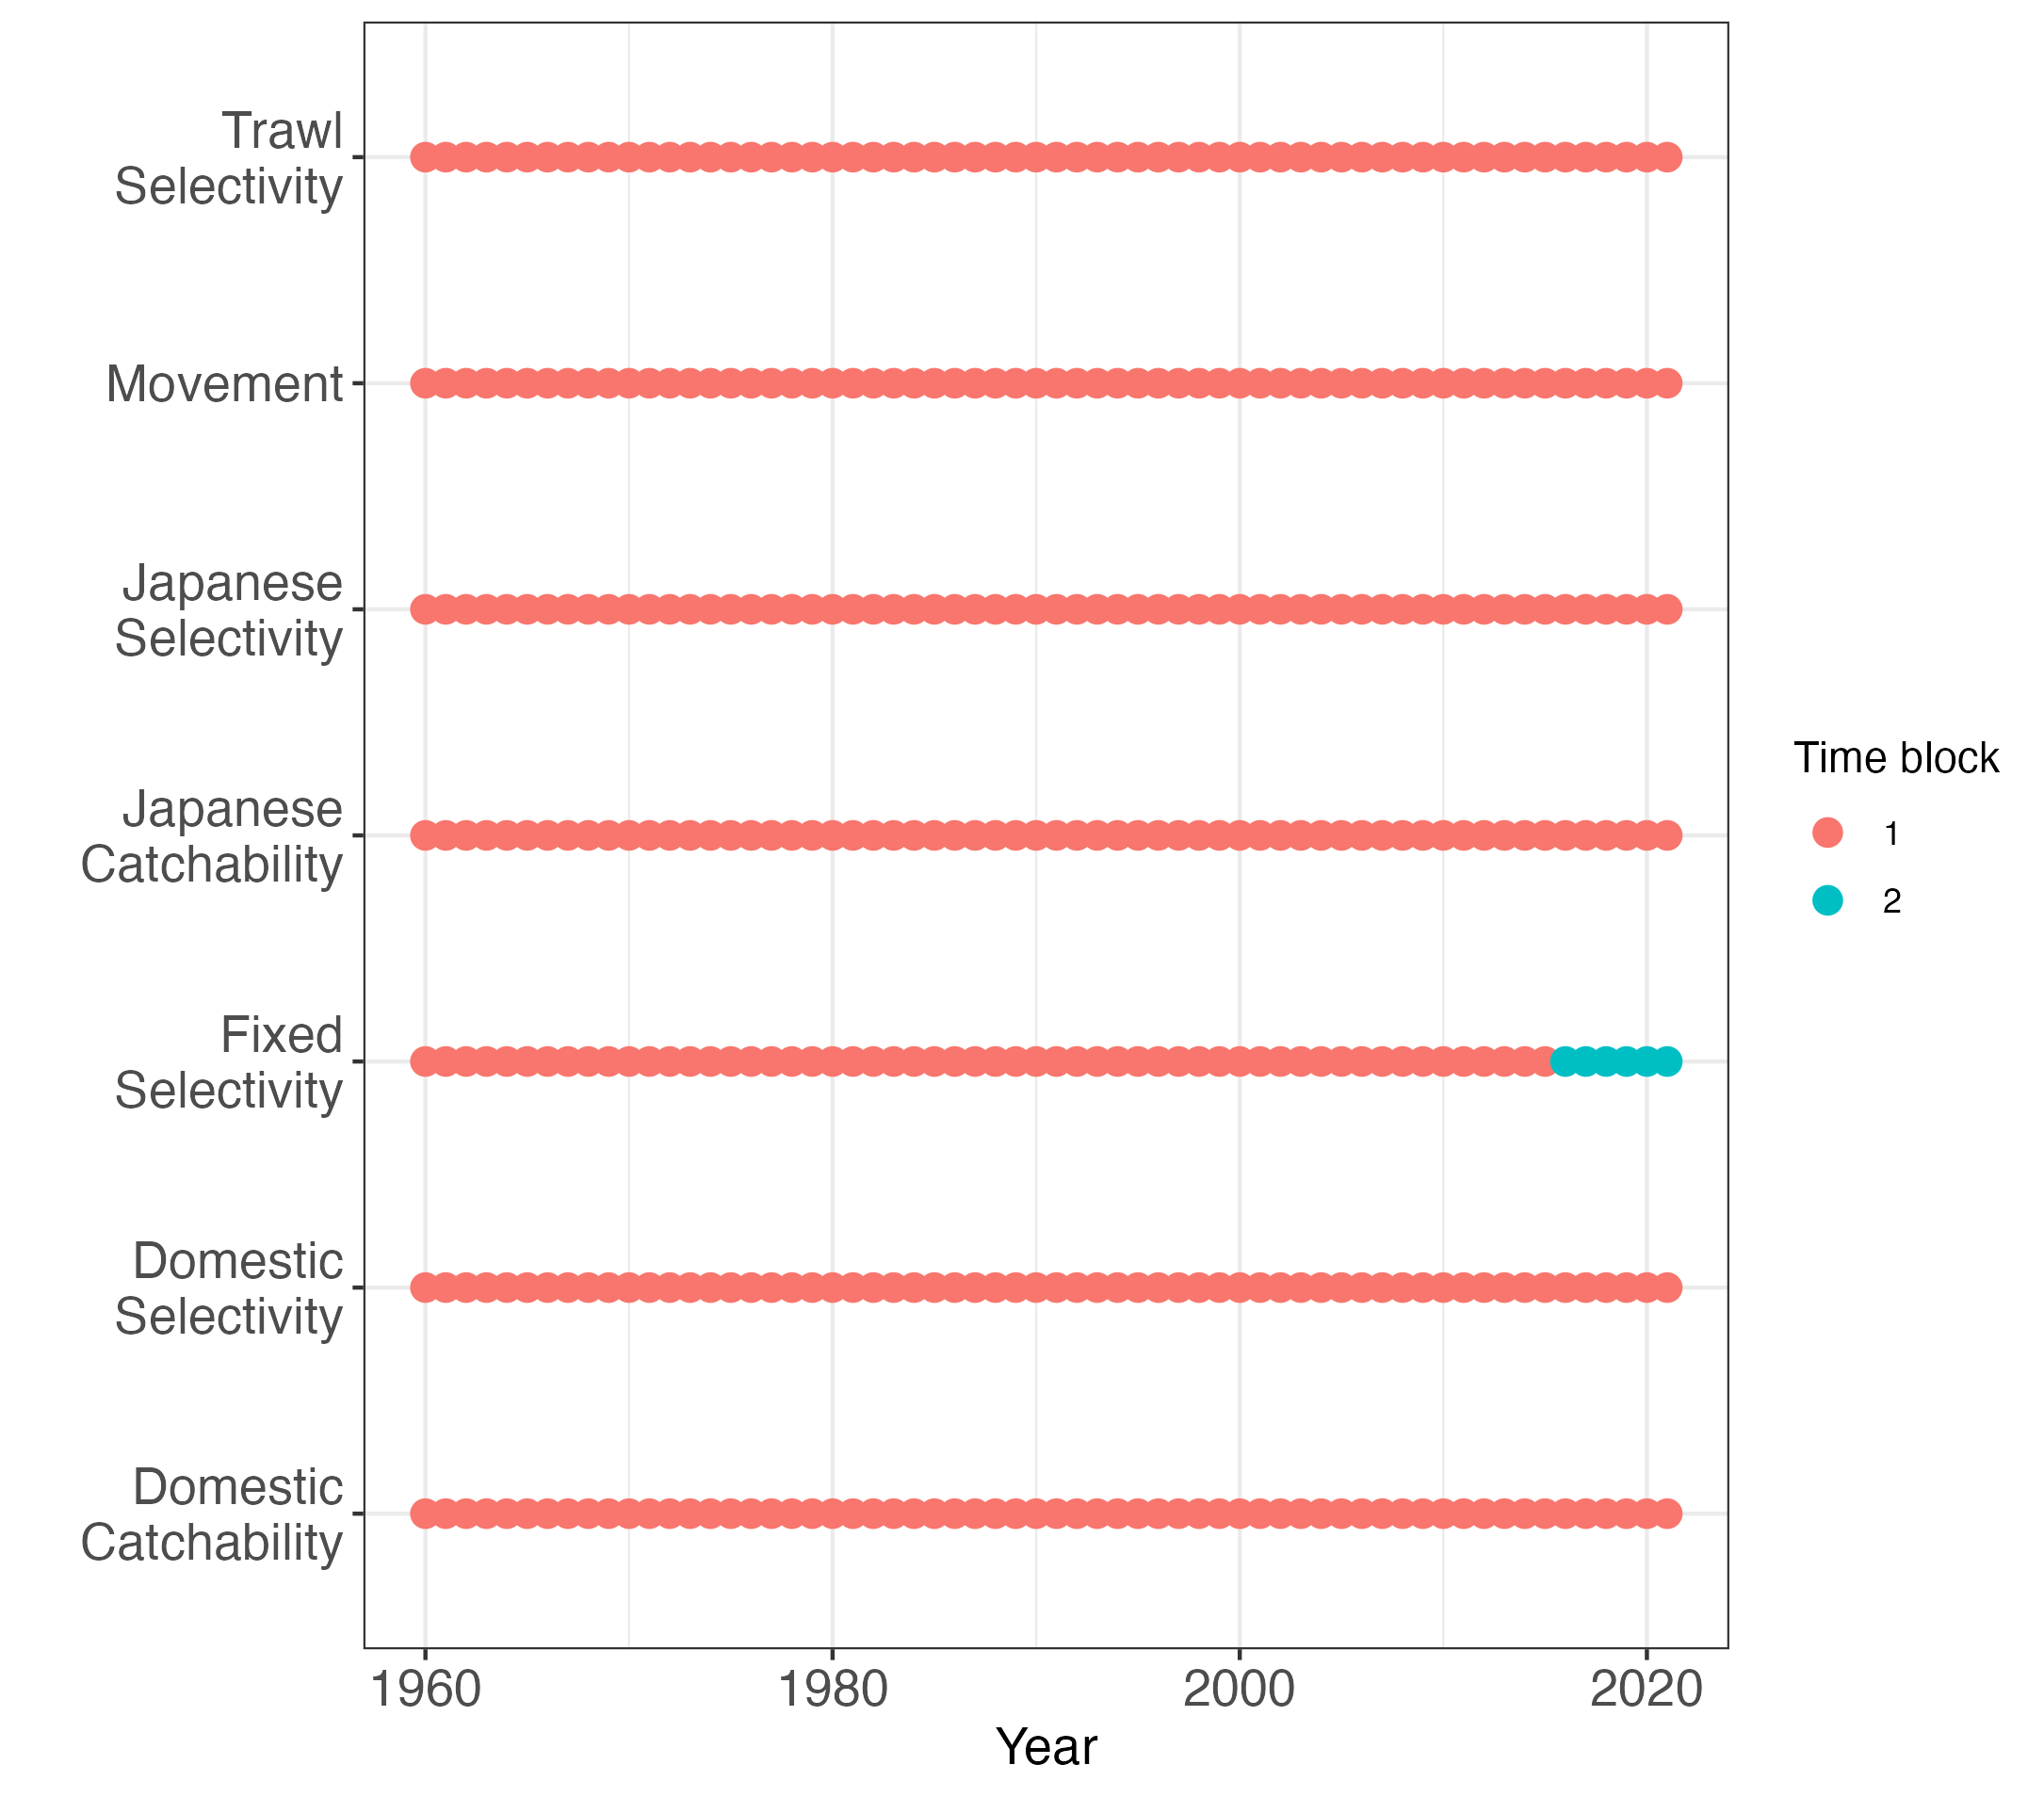 Trawl
Selectivity
Movement
Japanese
Selectivity
Japanese
Catchability
Fixed
Selectivity
Domestic
Selectivity
Domestic
Catchability
1960 1980 2000 2020
Year
Time block
1
2